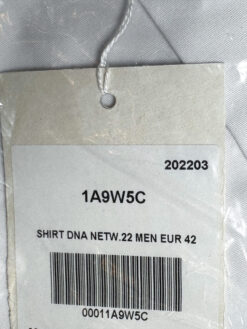 202203
1A9W5C
SHIRT DNA NETW.22 MEN EUR 42
00011A9W5C